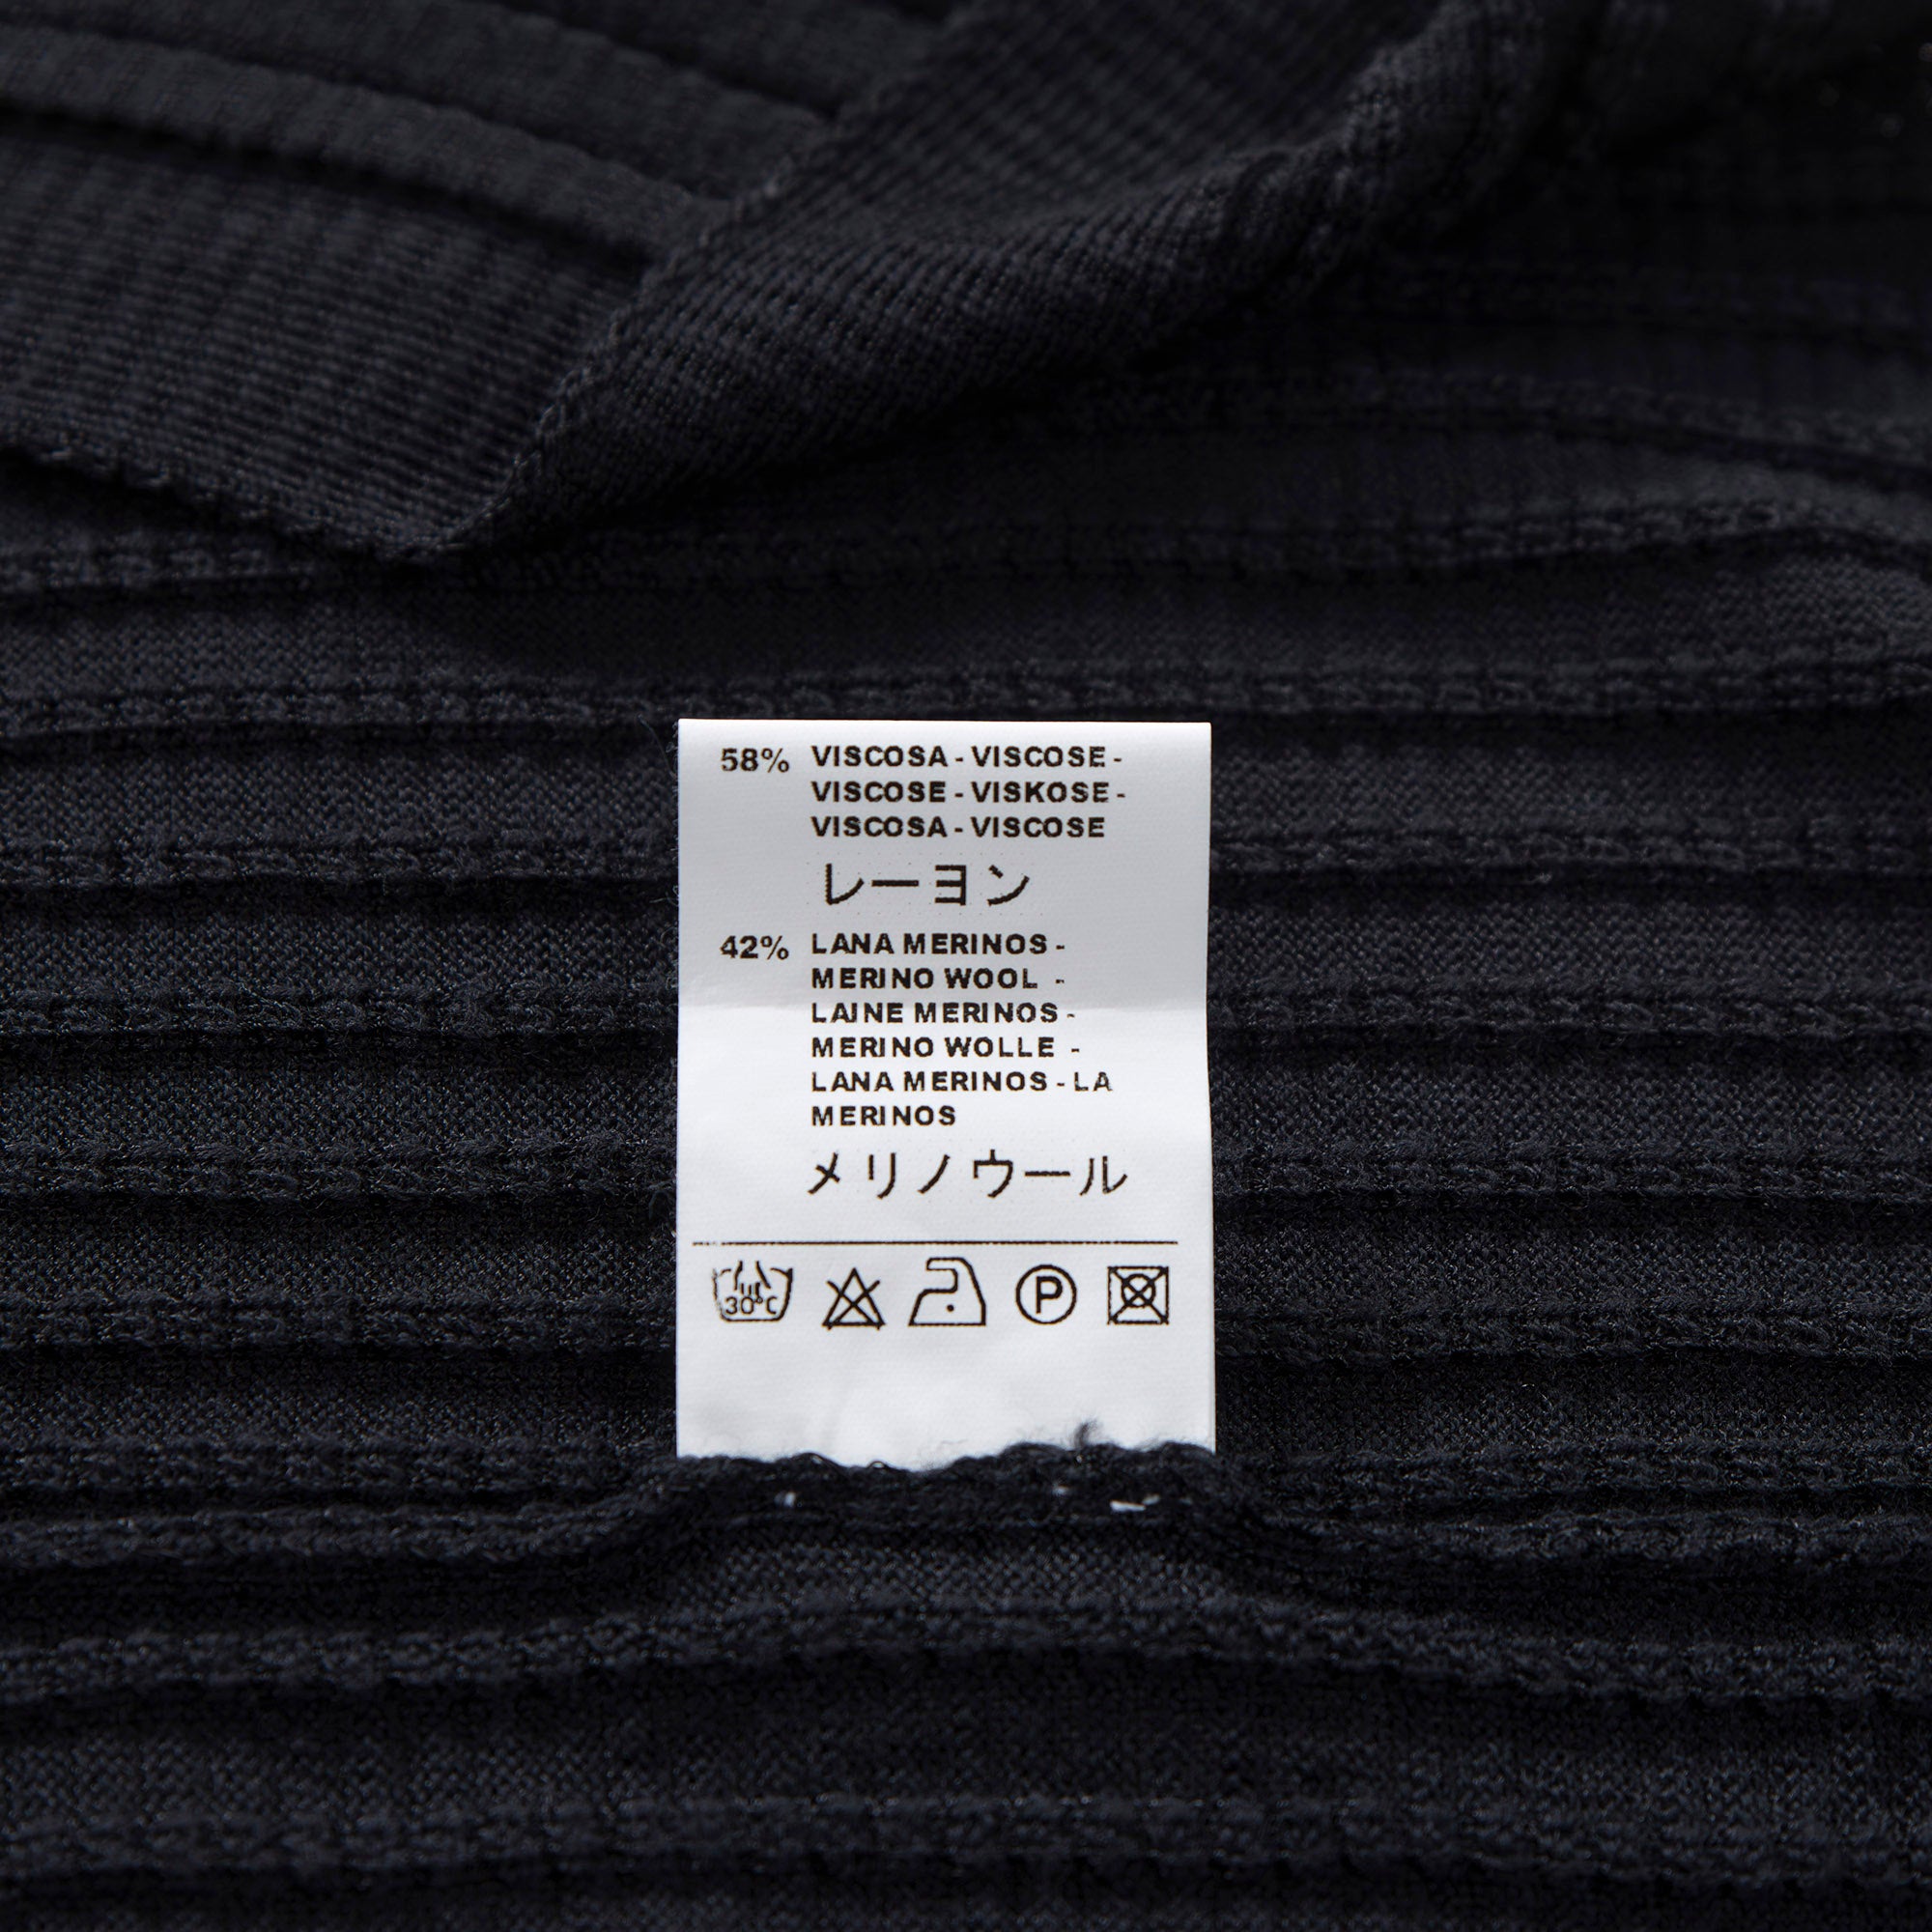 58% VISCOSA - VISCOSE -
VISCOSE - VISKOSE -
VISCOSA - VISCOSE
レーヨン
42% LANA MERINOS -
MERINO WOOL -
LAINE MERINOS -
MERINO WOLLE -
LANA MERINOS - LA
MERINOS
メリノウール
30°C P